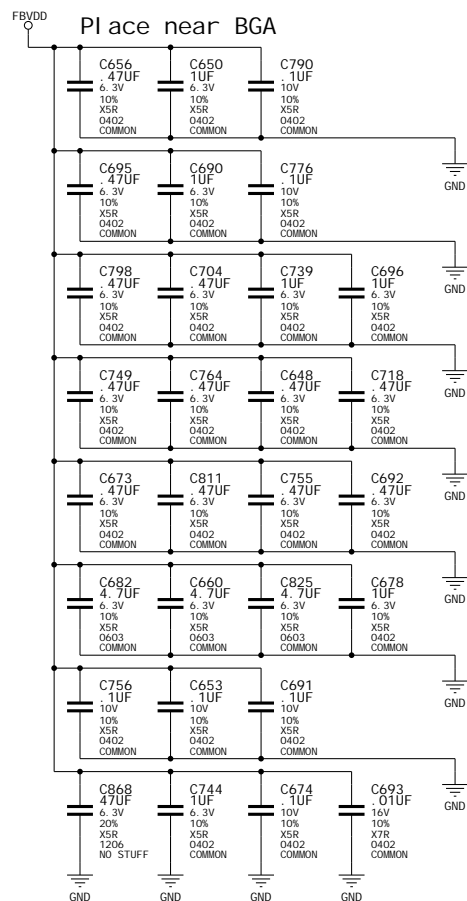 FBVDD
Place near BGA
C656
.47UF
6.3V
10%
X5R
0402
COMMON
C650
1UF
6.3V
10%
X5R
0402
COMMON
C790
.1UF
10V
10%
X5R
0402
COMMON
GND
C695
.47UF
6.3V
10%
X5R
0402
COMMON
C690
1UF
6.3V
10%
X5R
0402
COMMON
C776
.1UF
10V
10%
X5R
0402
COMMON
GND
C798
.47UF
6.3V
10%
X5R
0402
COMMON
C704
.47UF
6.3V
10%
X5R
0402
COMMON
C739
1UF
6.3V
10%
X5R
0402
COMMON
C696
1UF
6.3V
10%
X5R
0402
COMMON
GND
C749
.47UF
6.3V
10%
X5R
0402
COMMON
C764
.47UF
6.3V
10%
X5R
0402
COMMON
C648
.47UF
6.3V
10%
X5R
0402
COMMON
C718
.47UF
6.3V
10%
X5R
0402
COMMON
GND
C673
.47UF
6.3V
10%
X5R
0402
COMMON
C811
.47UF
6.3V
10%
X5R
0402
COMMON
C755
.47UF
6.3V
10%
X5R
0402
COMMON
C692
.47UF
6.3V
10%
X5R
0402
COMMON
GND
C682
4.7UF
6.3V
10%
X5R
0603
COMMON
C660
4.7UF
6.3V
10%
X5R
0603
COMMON
C825
4.7UF
6.3V
10%
X5R
0603
COMMON
C678
1UF
6.3V
10%
X5R
0402
COMMON
GND
C756
.1UF
10V
10%
X5R
0402
COMMON
C653
.1UF
10V
10%
X5R
0402
COMMON
C691
.1UF
10V
10%
X5R
0402
COMMON
GND
C868
47UF
6.3V
20%
X5R
1206
NO STUFF
C744
1UF
6.3V
10%
X5R
0402
COMMON
C674
.1UF
10V
10%
X5R
0402
COMMON
C693
.01UF
16V
10%
X7R
0402
COMMON
GND
GND
GND
GND